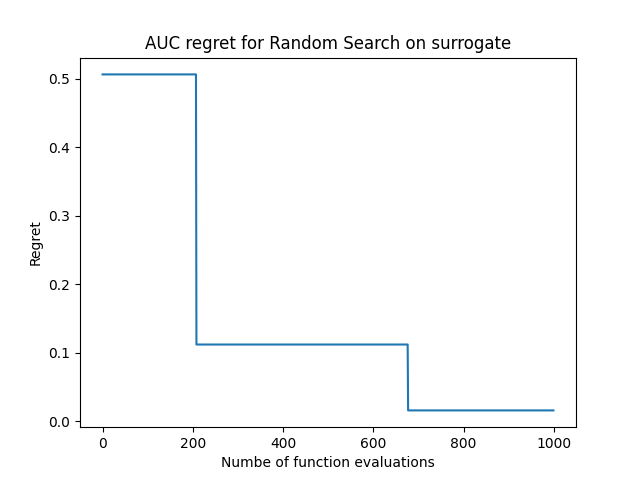 AUC regret for Random Search on surrogate
0.5
0.4
0.3
0.2
0.1
0.0
Regret
0 200 400 600 800 1000
Numbe of function evaluations